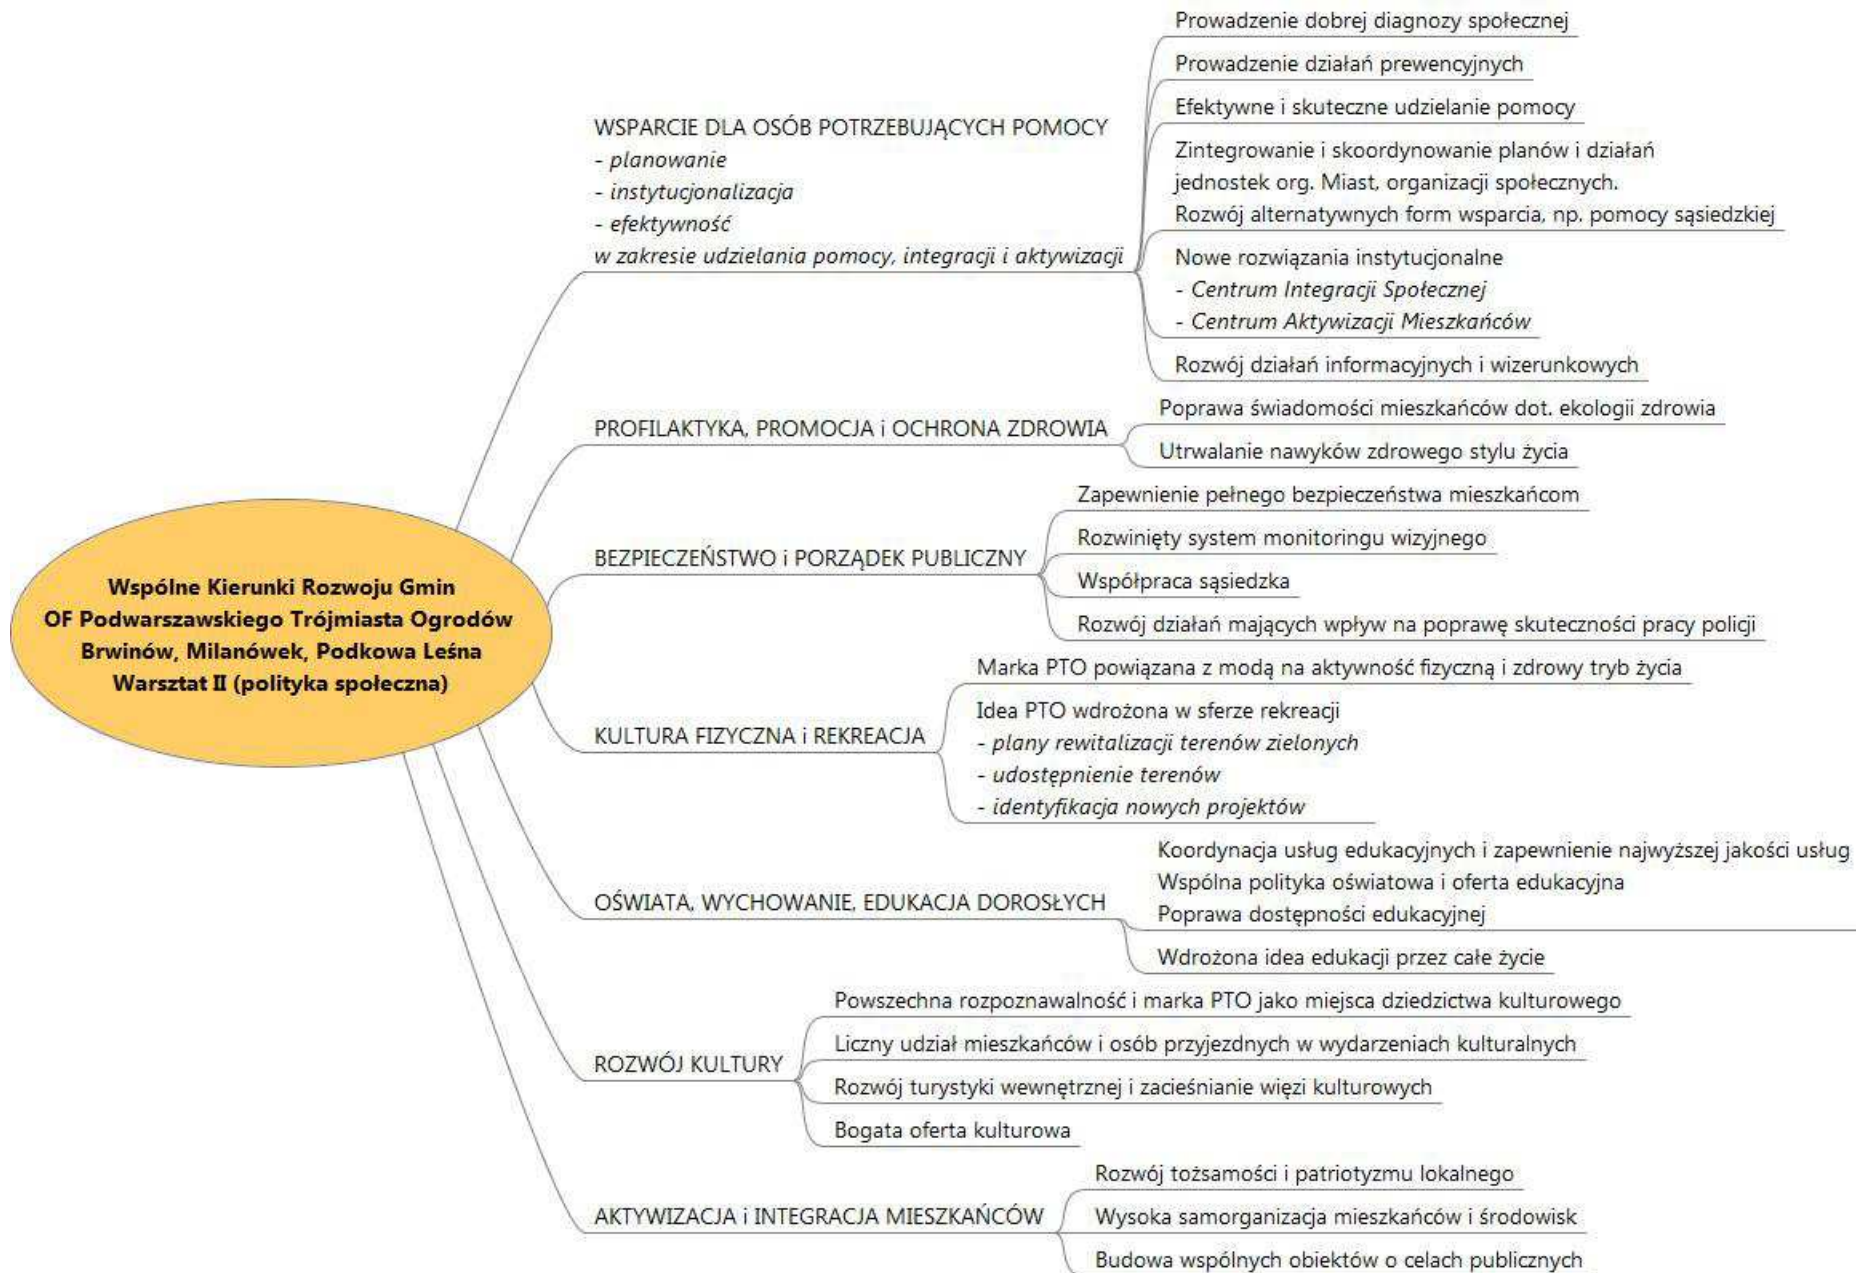 Wspólne Kierunki Rozwoju Gmin
OF Podwarszawskiego Trójmiasta Ogrodów
Brwinów, Milanówek, Podkowa Leśna
Warsztat II (polityka społeczna)
WSPARCIE DLA OSÓB POTRZEBUJĄCYCH POMOCY
- planowanie
- instytucjonalizacja
- efektywność
w zakresie udzielania pomocy, integracji i aktywizacji
Prowadzenie dobrej diagnozy społecznej
Prowadzenie działań prewencyjnych
Efektywne i skuteczne udzielanie pomocy
Zintegrowanie i skoordynowanie planów i działań
jednostek org. Miast, organizacji społecznych.
Rozwój alternatywnych form wsparcia, np. pomocy sąsiedzkiej
Nowe rozwiązania instytucjonalne
- Centrum Integracji Społecznej
- Centrum Aktywizacji Mieszkańców
Rozwój działań informacyjnych i wizerunkowych
PROFILAKTYKA, PROMOCJA i OCHRONA ZDROWIA
Poprawa świadomości mieszkańców dot. ekologii zdrowia
Utrwalanie nawyków zdrowego stylu życia
BEZPIECZEŃSTWO i PORZĄDEK PUBLICZNY
Zapewnienie pełnego bezpieczeństwa mieszkańcom
Rozwinięty system monitoringu wizyjnego
Współpraca sąsiedzka
Rozwój działań mających wpływ na poprawę skuteczności pracy policji
KULTURA FIZYCZNA i REKREACJA
Marka PTO powiązana z modą na aktywność fizyczną i zdrowy tryb życia
Idea PTO wdrożona w sferze rekreacji
- plany rewitalizacji terenów zielonych
- udostępnienie terenów
- identyfikacja nowych projektów
OŚWIATA, WYCHOWANIE, EDUKACJA DOROSŁYCH
Koordynacja usług edukacyjnych i zapewnienie najwyższej jakości usług
Wspólna polityka oświatowa i oferta edukacyjna
Poprawa dostępności edukacyjnej
Wdrożona idea edukacji przez całe życie
ROZWÓJ KULTURY
Powszechna rozpoznawalność i marka PTO jako miejsca dziedzictwa kulturowego
Liczny udział mieszkańców i osób przyjezdnych w wydarzeniach kulturalnych
Rozwój turystyki wewnętrznej i zacieśnianie więzi kulturowych
Bogata oferta kulturowa
AKTYWIZACJA i INTEGRACJA MIESZKAŃCÓW
Rozwój tożsamości i patriotyzmu lokalnego
Wysoka samorganizacja mieszkańców i środowisk
Budowa wspólnych obiektów o celach publicznych